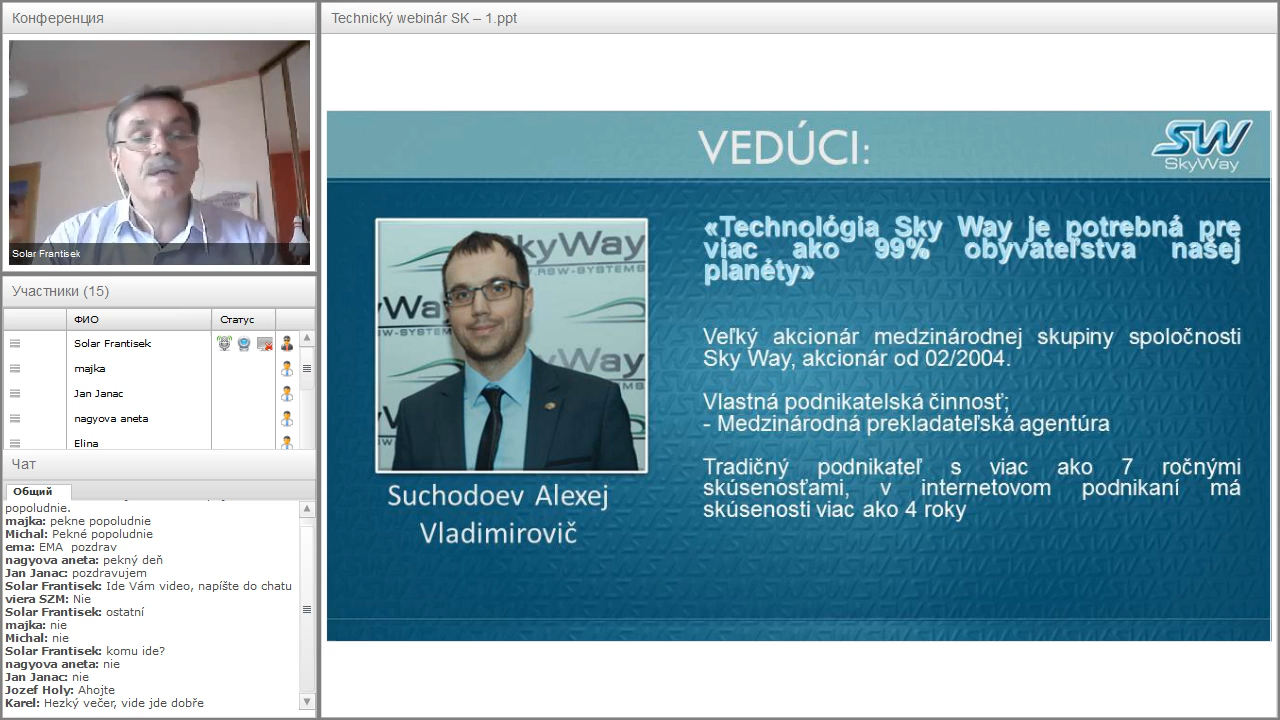 Конференция
Solar Frantisek
Участники (15)
ФИО
Статус
Solar Frantisek
majka
Jan Janac
nagyova aneta
Elina
Чат
Общий
popoludnie.
majka: pekne popoludnie
Michal: Pekné popoludnie
ema: EMA pozdrav
nagyova aneta: pekný deň
Jan Janac: pozdravujem
Solar Frantisek: Ide Vám video, napíšte do chatu
viera SZM: Nie
Solar Frantisek: ostatní
majka: nie
Michal: nie
Solar Frantisek: komu ide?
nagyova aneta: nie
Jan Janac: nie
Jozef Holy: Ahojte
Karel: Hezký večer, vide jde dobře
Technický webinár SK – 1.ppt
VEDÚCI:
SW
SkyWay
SkyWay
.RSW-SYSTEMS
Suchodoev Alexej
Vladimirovič
«Technológia Sky Way je potrebná pre
viac ako 99% obyvateľstva našej
planéty»
Veľký akcionár medzinárodnej skupiny spoločnosti
Sky Way, akcionár od 02/2004.
Vlastná podnikatelská činnosť;
- Medzinárodná prekladateľská agentúra
Tradičný podnikateľ s viac ako 7 ročnými
skúsenosťami, v internetovom podnikaní má
skúsenosti viac ako 4 roky